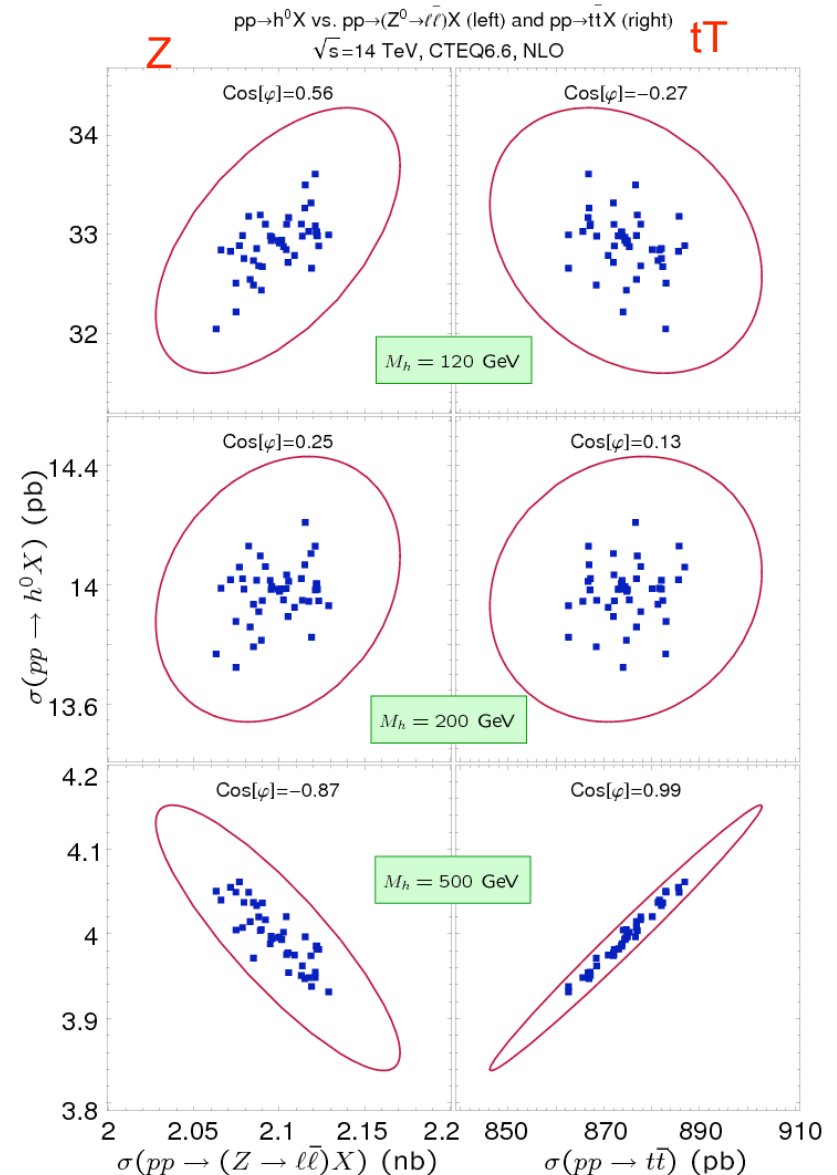 pp→h⁰X vs. pp→(Z⁰→ℓℓ̄)X (left) and pp→tt̄X (right)
√s=14 TeV, CTEQ6.6, NLO
Z
tT
Cos[φ]=0.56
Cos[φ]=−0.27
34
33
32
M_h = 120 GeV
Cos[φ]=0.25
Cos[φ]=0.13
14.4
14
13.6
σ(pp → h⁰X) (pb)
M_h = 200 GeV
Cos[φ]=−0.87
Cos[φ]=0.99
4.2
4.1
4
3.9
3.8
M_h = 500 GeV
2 2.05 2.1 2.15 2.2 850 870 890 910
σ(pp → (Z → ℓℓ̄)X) (nb)
σ(pp → tt̄) (pb)